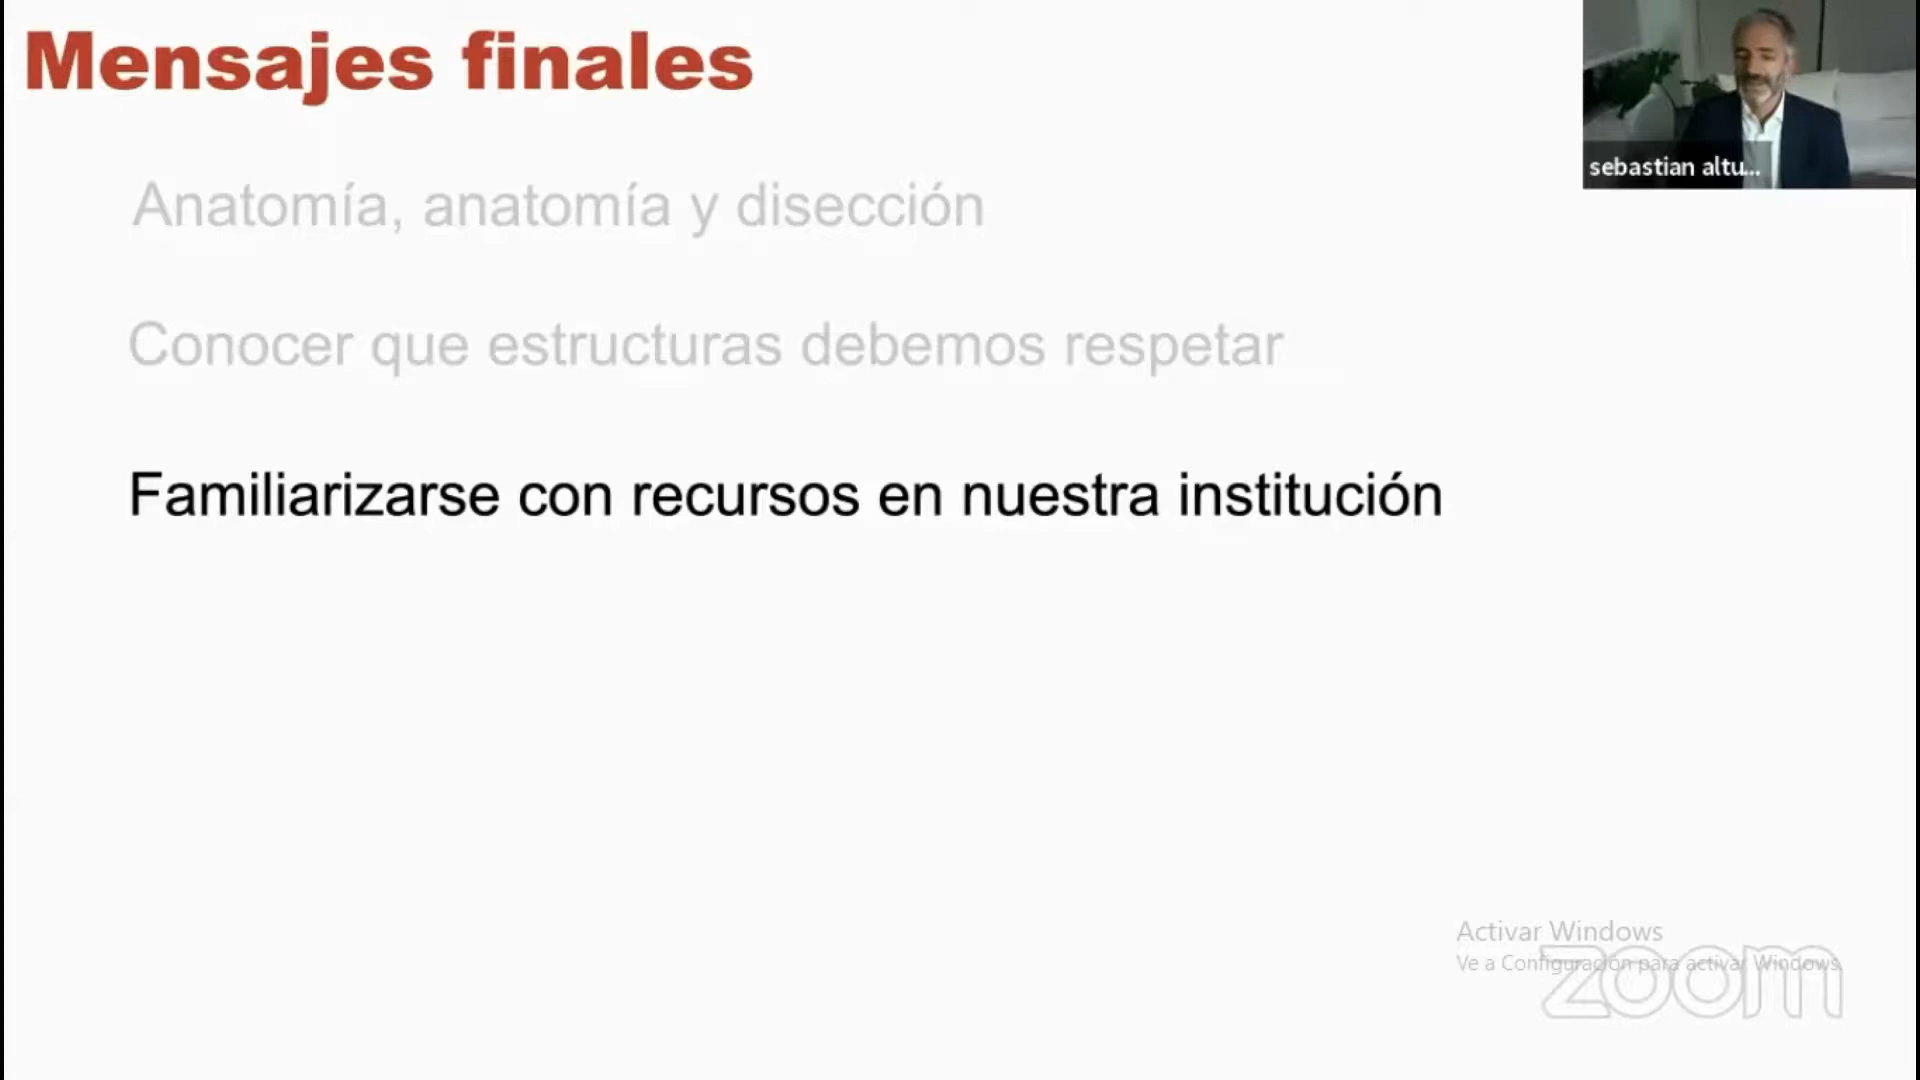 Mensajes finales
sebastian altu...
Anatomía, anatomía y disección
Conocer que estructuras debemos respetar
Familiarizarse con recursos en nuestra institución
Activar Windows
Ve a Configuración para activar Windows.
zoom